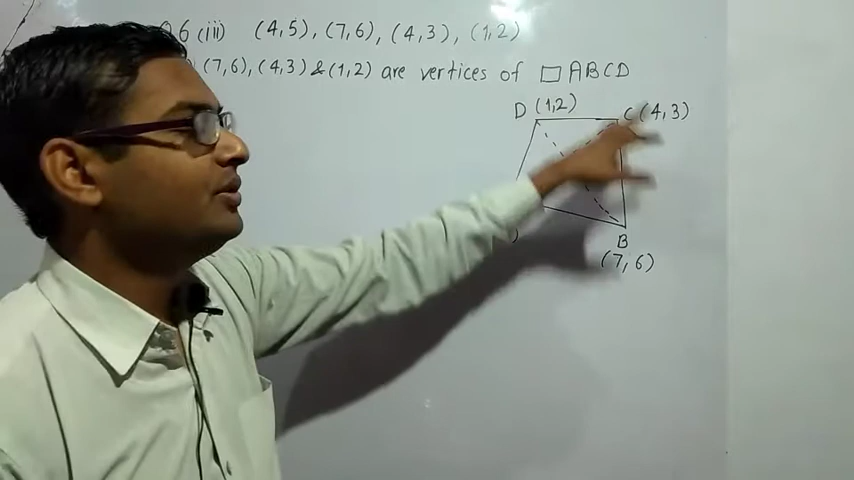 Q6 (iii) (4,5), (7,6), (4,3), (1,2)
(7,6), (4,3) & (1,2) are vertices of □ ABCD
D (1,2) C (4,3)
B
(7,6)